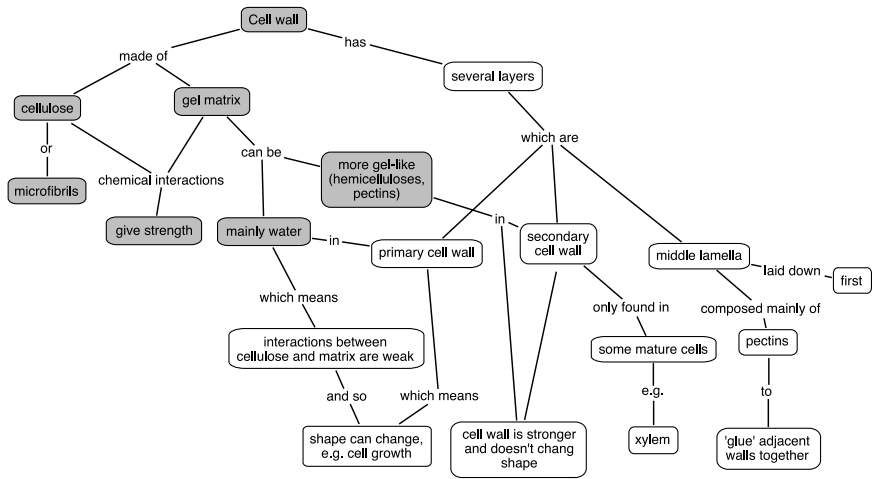 Cell wall
has
made of
several layers
cellulose
gel matrix
which are
or
can be
more gel-like
(hemicelluloses,
pectins)
microfibrils
chemical interactions
give strength
mainly water
in
in
primary cell wall
secondary
cell wall
middle lamella
laid down
first
which means
only found in
composed mainly of
interactions between
cellulose and matrix are weak
some mature cells
pectins
and so
which means
e.g.
to
shape can change,
e.g. cell growth
cell wall is stronger
and doesn't chang
shape
xylem
'glue' adjacent
walls together